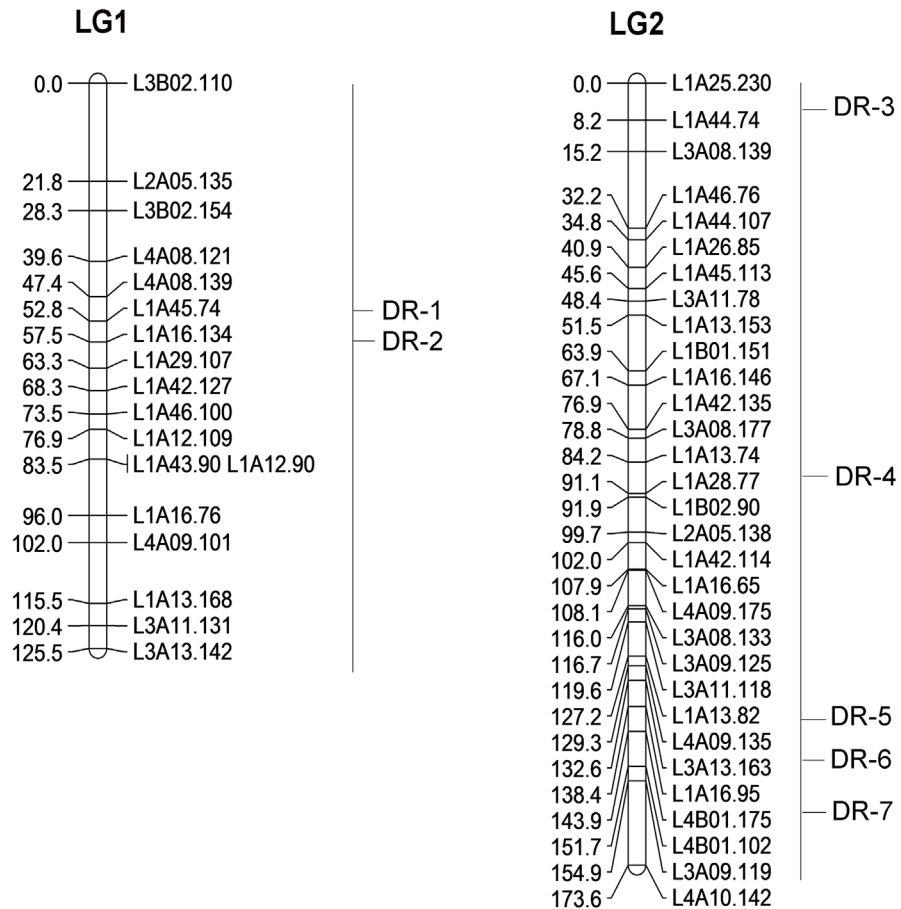 LG1
0.0 L3B02.110
21.8 L2A05.135
28.3 L3B02.154
39.6 L4A08.121
47.4 L4A08.139
52.8 L1A45.74
57.5 L1A16.134
63.3 L1A29.107
68.3 L1A42.127
73.5 L1A46.100
76.9 L1A12.109
83.5 L1A43.90 L1A12.90
96.0 L1A16.76
102.0 L4A09.101
115.5 L1A13.168
120.4 L3A11.131
125.5 L3A13.142
DR-1
DR-2
LG2
0.0 L1A25.230
8.2 L1A44.74
15.2 L3A08.139
32.2 L1A46.76
34.8 L1A44.107
40.9 L1A26.85
45.6 L1A45.113
48.4 L3A11.78
51.5 L1A13.153
63.9 L1B01.151
67.1 L1A16.146
76.9 L1A42.135
78.8 L3A08.177
84.2 L1A13.74
91.1 L1A28.77
91.9 L1B02.90
99.7 L2A05.138
102.0 L1A42.114
107.9 L1A16.65
108.1 L4A09.175
116.0 L3A08.133
116.7 L3A09.125
119.6 L3A11.118
127.2 L1A13.82
129.3 L4A09.135
132.6 L3A13.163
138.4 L1A16.95
143.9 L4B01.175
151.7 L4B01.102
154.9 L3A09.119
173.6 L4A10.142
DR-3
DR-4
DR-5
DR-6
DR-7